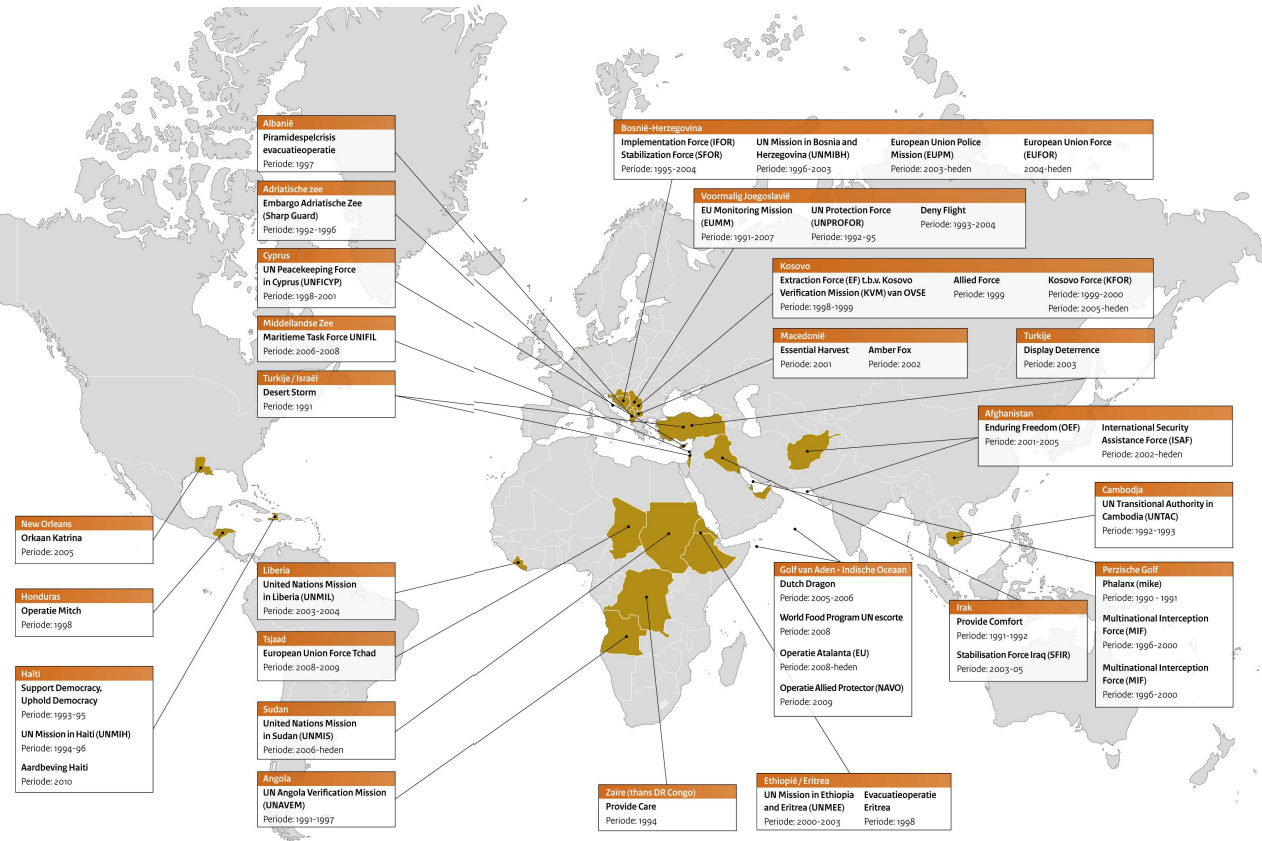 Albanië
Piramidespelcrisis
evacuatieoperatie
Periode: 1997
Adriatische zee
Embargo Adriatische Zee
(Sharp Guard)
Periode: 1992-1996
Cyprus
UN Peacekeeping Force
in Cyprus (UNFICYP)
Periode: 1998-2001
Middellandse Zee
Maritieme Task Force UNIFIL
Periode: 2006-2008
Turkije / Israël
Desert Storm
Periode: 1991
Bosnië-Herzegovina
Implementation Force (IFOR)
Stabilization Force (SFOR)
Periode: 1995-2004
UN Mission in Bosnia and
Herzegovina (UNMIBH)
Periode: 1996-2003
European Union Police
Mission (EUPM)
Periode: 2003-heden
European Union Force
(EUFOR)
2004-heden
Voormalig Joegoslavië
EU Monitoring Mission
(EUMM)
Periode: 1991-2007
UN Protection Force
(UNPROFOR)
Periode: 1992-95
Deny Flight
Periode: 1993-2004
Kosovo
Extraction Force (EF) t.b.v. Kosovo
Verification Mission (KVM) van OVSE
Periode: 1998-1999
Allied Force
Periode: 1999
Kosovo Force (KFOR)
Periode: 1999-2000
Periode: 2005-heden
Macedonië
Essential Harvest
Periode: 2001
Amber Fox
Periode: 2002
Turkije
Display Deterrence
Periode: 2003
Afghanistan
Enduring Freedom (OEF)
Periode: 2001-2005
International Security
Assistance Force (ISAF)
Periode: 2002-heden
Cambodja
UN Transitional Authority in
Cambodia (UNTAC)
Periode: 1992-1993
New Orleans
Orkaan Katrina
Periode: 2005
Honduras
Operatie Mitch
Periode: 1998
Haïti
Support Democracy,
Uphold Democracy
Periode: 1993-95
UN Mission in Haiti (UNMIH)
Periode: 1994-96
Aardbeving Haiti
Periode: 2010
Liberia
United Nations Mission
in Liberia (UNMIL)
Periode: 2003-2004
Tsjaad
European Union Force Tchad
Periode: 2008-2009
Sudan
United Nations Mission
in Sudan (UNMIS)
Periode: 2006-heden
Angola
UN Angola Verification Mission
(UNAVEM)
Periode: 1991-1997
Zaïre (thans DR Congo)
Provide Care
Periode: 1994
Ethiopië / Eritrea
UN Mission in Ethiopia
and Eritrea (UNMEE)
Periode: 2000-2003
Evacuatieoperatie
Eritrea
Periode: 1998
Golf van Aden - Indische Oceaan
Dutch Dragon
Periode: 2005-2006
World Food Program UN escorte
Periode: 2008
Operatie Atalanta (EU)
Periode: 2008-heden
Operatie Allied Protector (NAVO)
Periode: 2009
Irak
Provide Comfort
Periode: 1991-1992
Stabilisation Force Iraq (SFIR)
Periode: 2003-05
Perzische Golf
Phalanx (mike)
Periode: 1990 - 1991
Multinational Interception
Force (MIF)
Periode: 1996-2000
Multinational Interception
Force (MIF)
Periode: 1996-2000